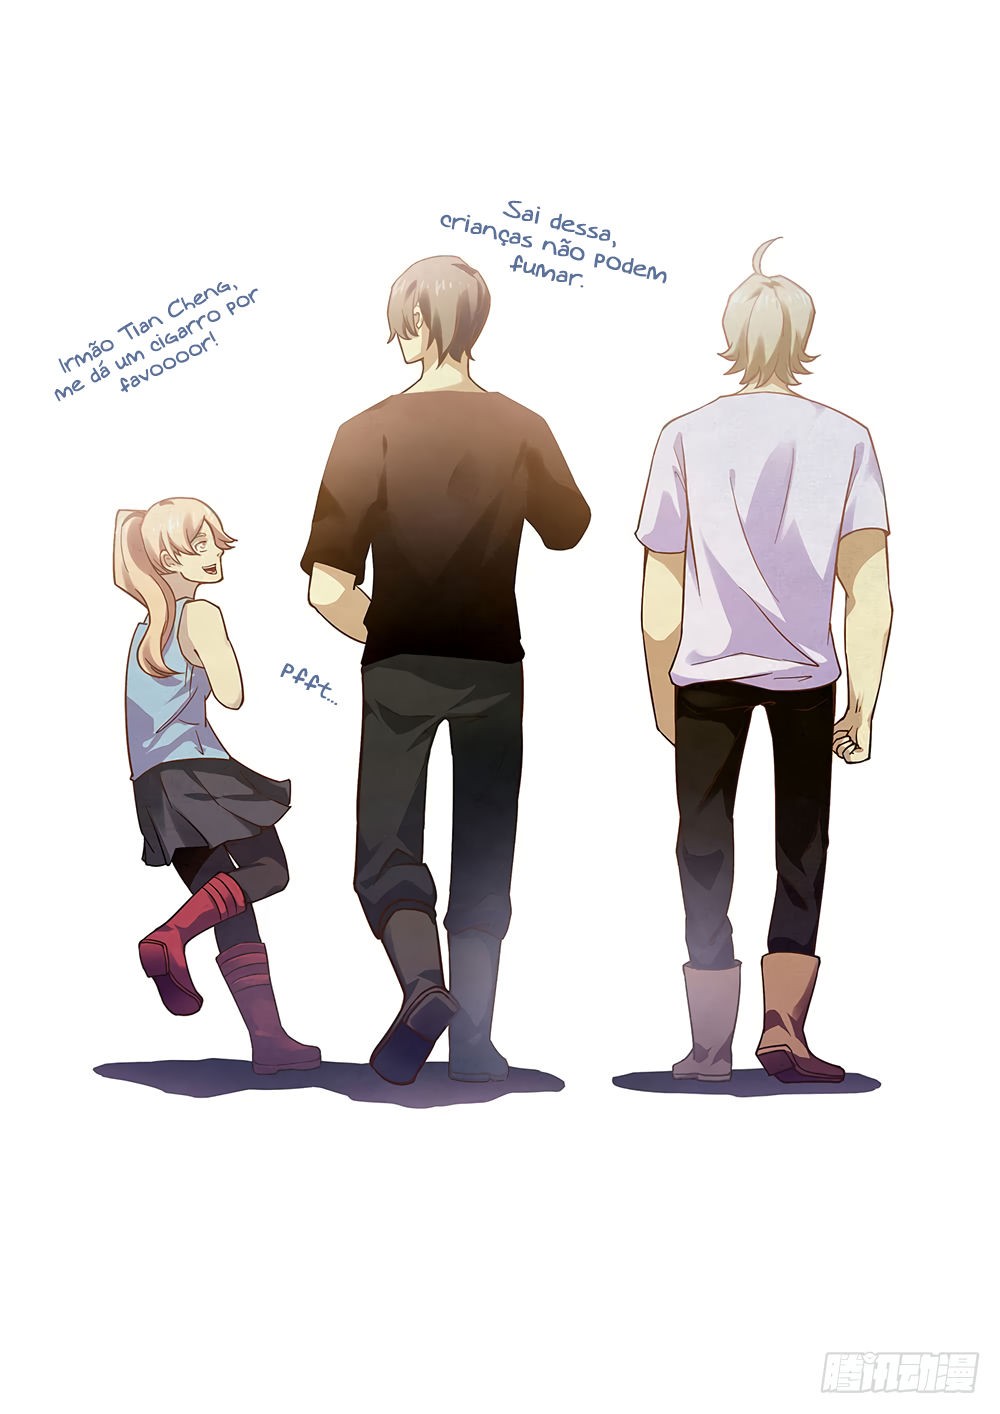 Irmão Tian Cheng,
me dá um cigarro por
favoooor!
Sai dessa,
crianças não podem
fumar.
Pfft...
腾讯动漫